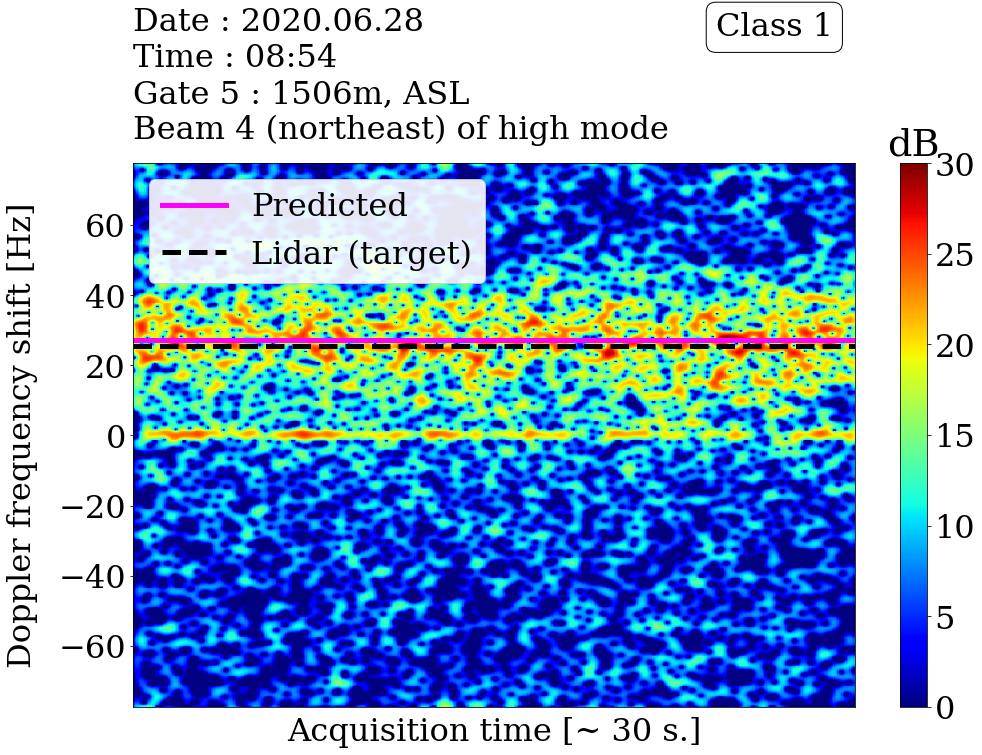 Date : 2020.06.28
Time : 08:54
Gate 5 : 1506m, ASL
Beam 4 (northeast) of high mode
Class 1
dB
Predicted
Lidar (target)
Doppler frequency shift [Hz]
60
40
20
0
−20
−40
−60
30
25
20
15
10
5
0
Acquisition time [~ 30 s.]